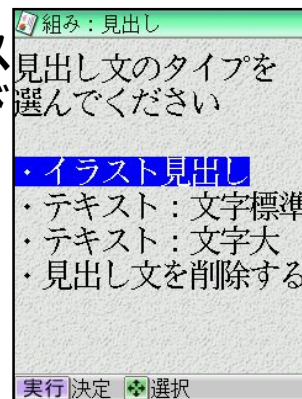 組み：見出し
ス
見出し文のタイプを
選んでください
・イラスト見出し
・テキスト：文字標準
・テキスト：文字大
・見出し文を削除する
実行 決定 選択